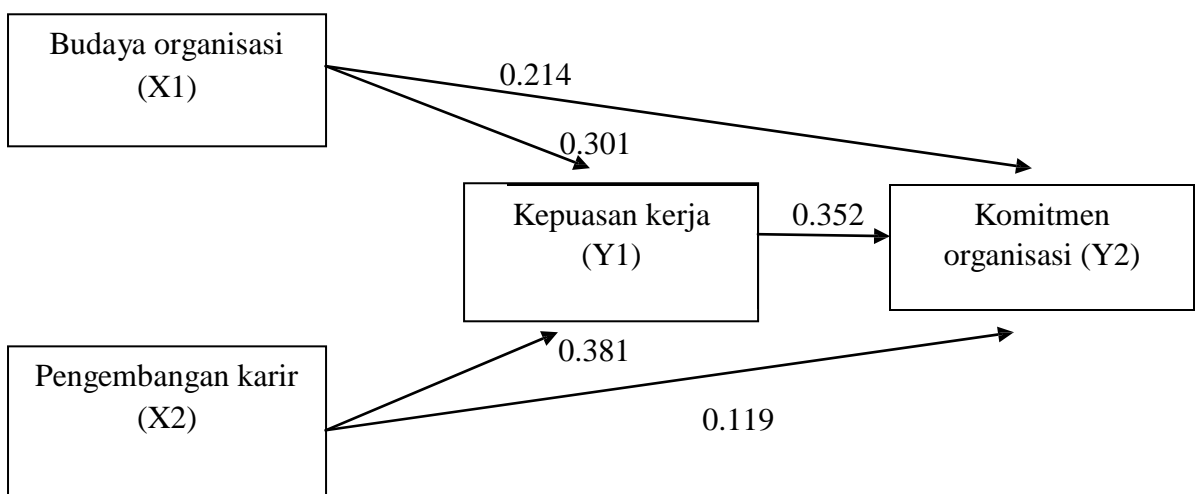 Budaya organisasi
(X1)
0.214
0.301
Kepuasan kerja
(Y1)
0.352
Komitmen
organisasi (Y2)
0.381
Pengembangan karir
(X2)
0.119